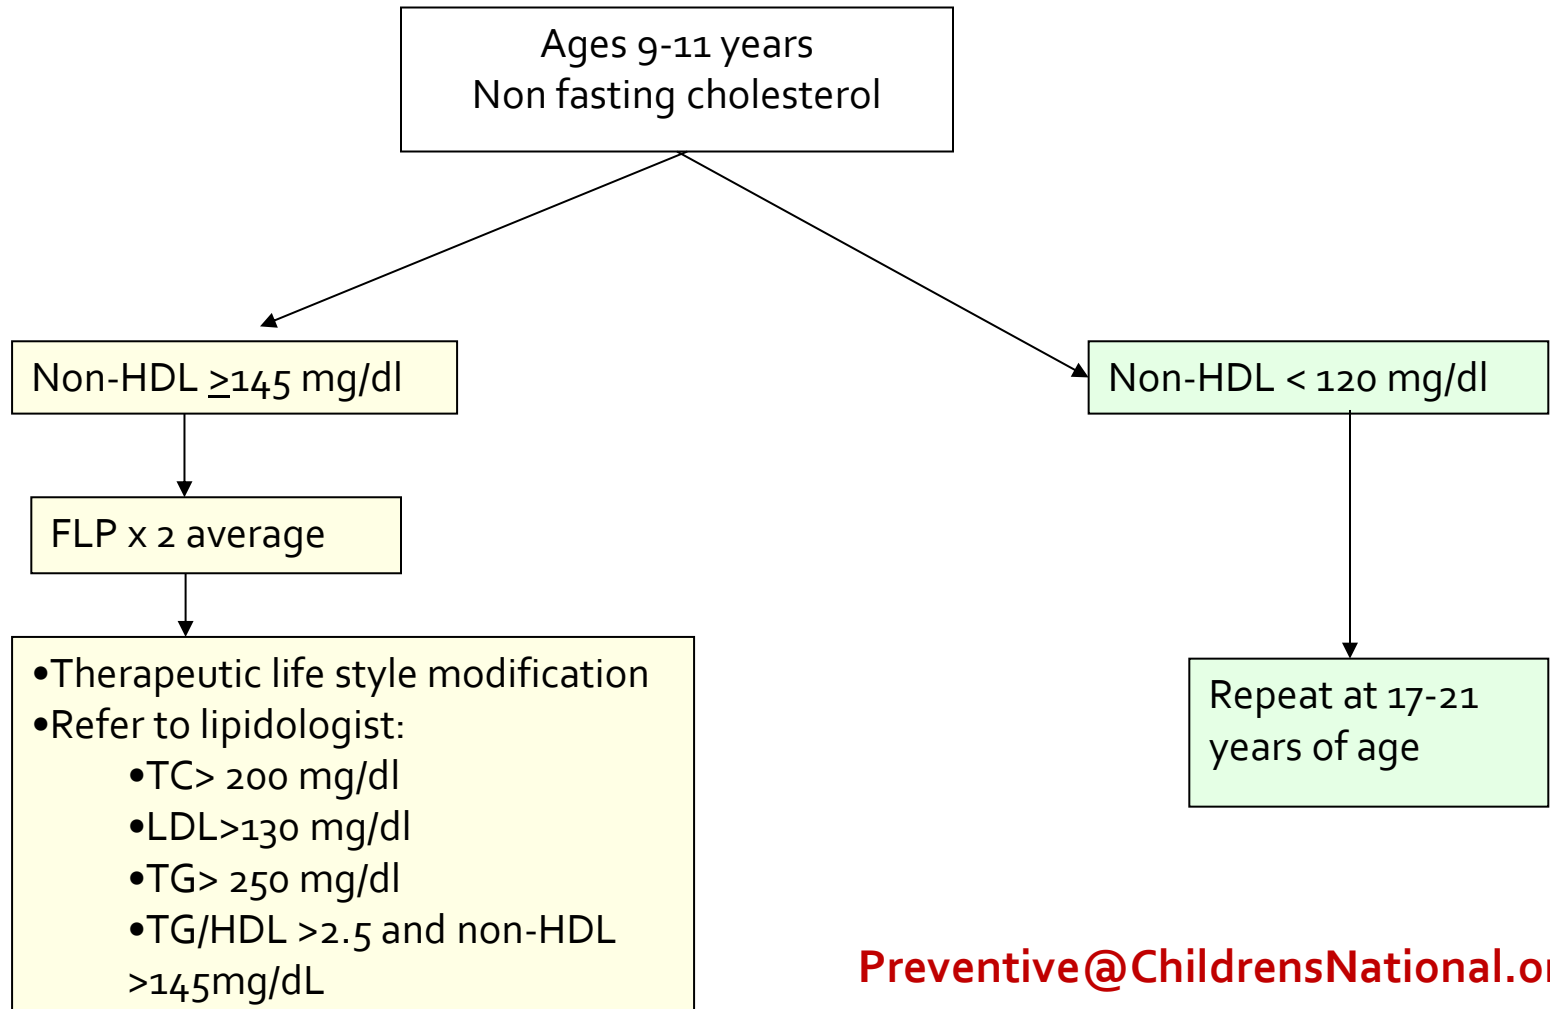 Ages 9-11 years
Non fasting cholesterol
Non-HDL ≥145 mg/dl
Non-HDL < 120 mg/dl
FLP x 2 average
•Therapeutic life style modification
•Refer to lipidologist:
•TC> 200 mg/dl
•LDL>130 mg/dl
•TG> 250 mg/dl
•TG/HDL >2.5 and non-HDL
>145mg/dL
Repeat at 17-21
years of age
Preventive@ChildrensNational.or